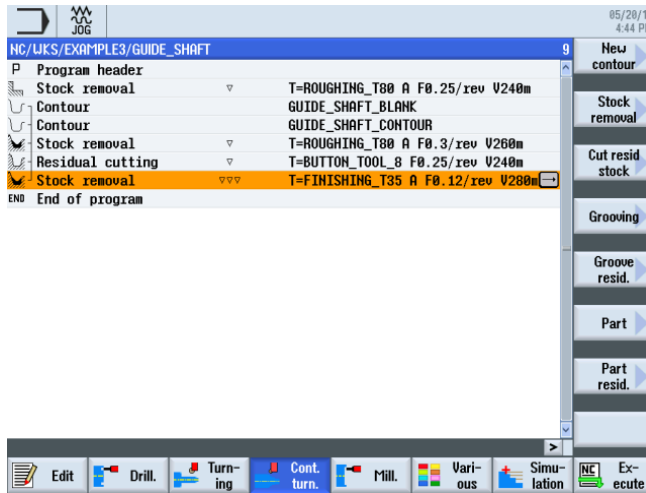 JOG
05/20/1
4:44 P
NC/WKS/EXAMPLE3/GUIDE_SHAFT 9
P Program header
Stock removal ▽ T=ROUGHING_T80 A F0.25/rev V240m
Contour GUIDE_SHAFT_BLANK
Contour GUIDE_SHAFT_CONTOUR
Stock removal ▽ T=ROUGHING_T80 A F0.3/rev V260m
Residual cutting ▽ T=BUTTON_TOOL_8 F0.25/rev V240m
Stock removal ▽▽▽ T=FINISHING_T35 A F0.12/rev V280m
END End of program
New
contour
Stock
removal
Cut resid
stock
Grooving
Groove
resid.
Part
Part
resid.
>
Edit
Drill.
Turn-
ing
Cont.
turn.
Mill.
Vari-
ous
Simu-
lation
NC
Ex-
ecute